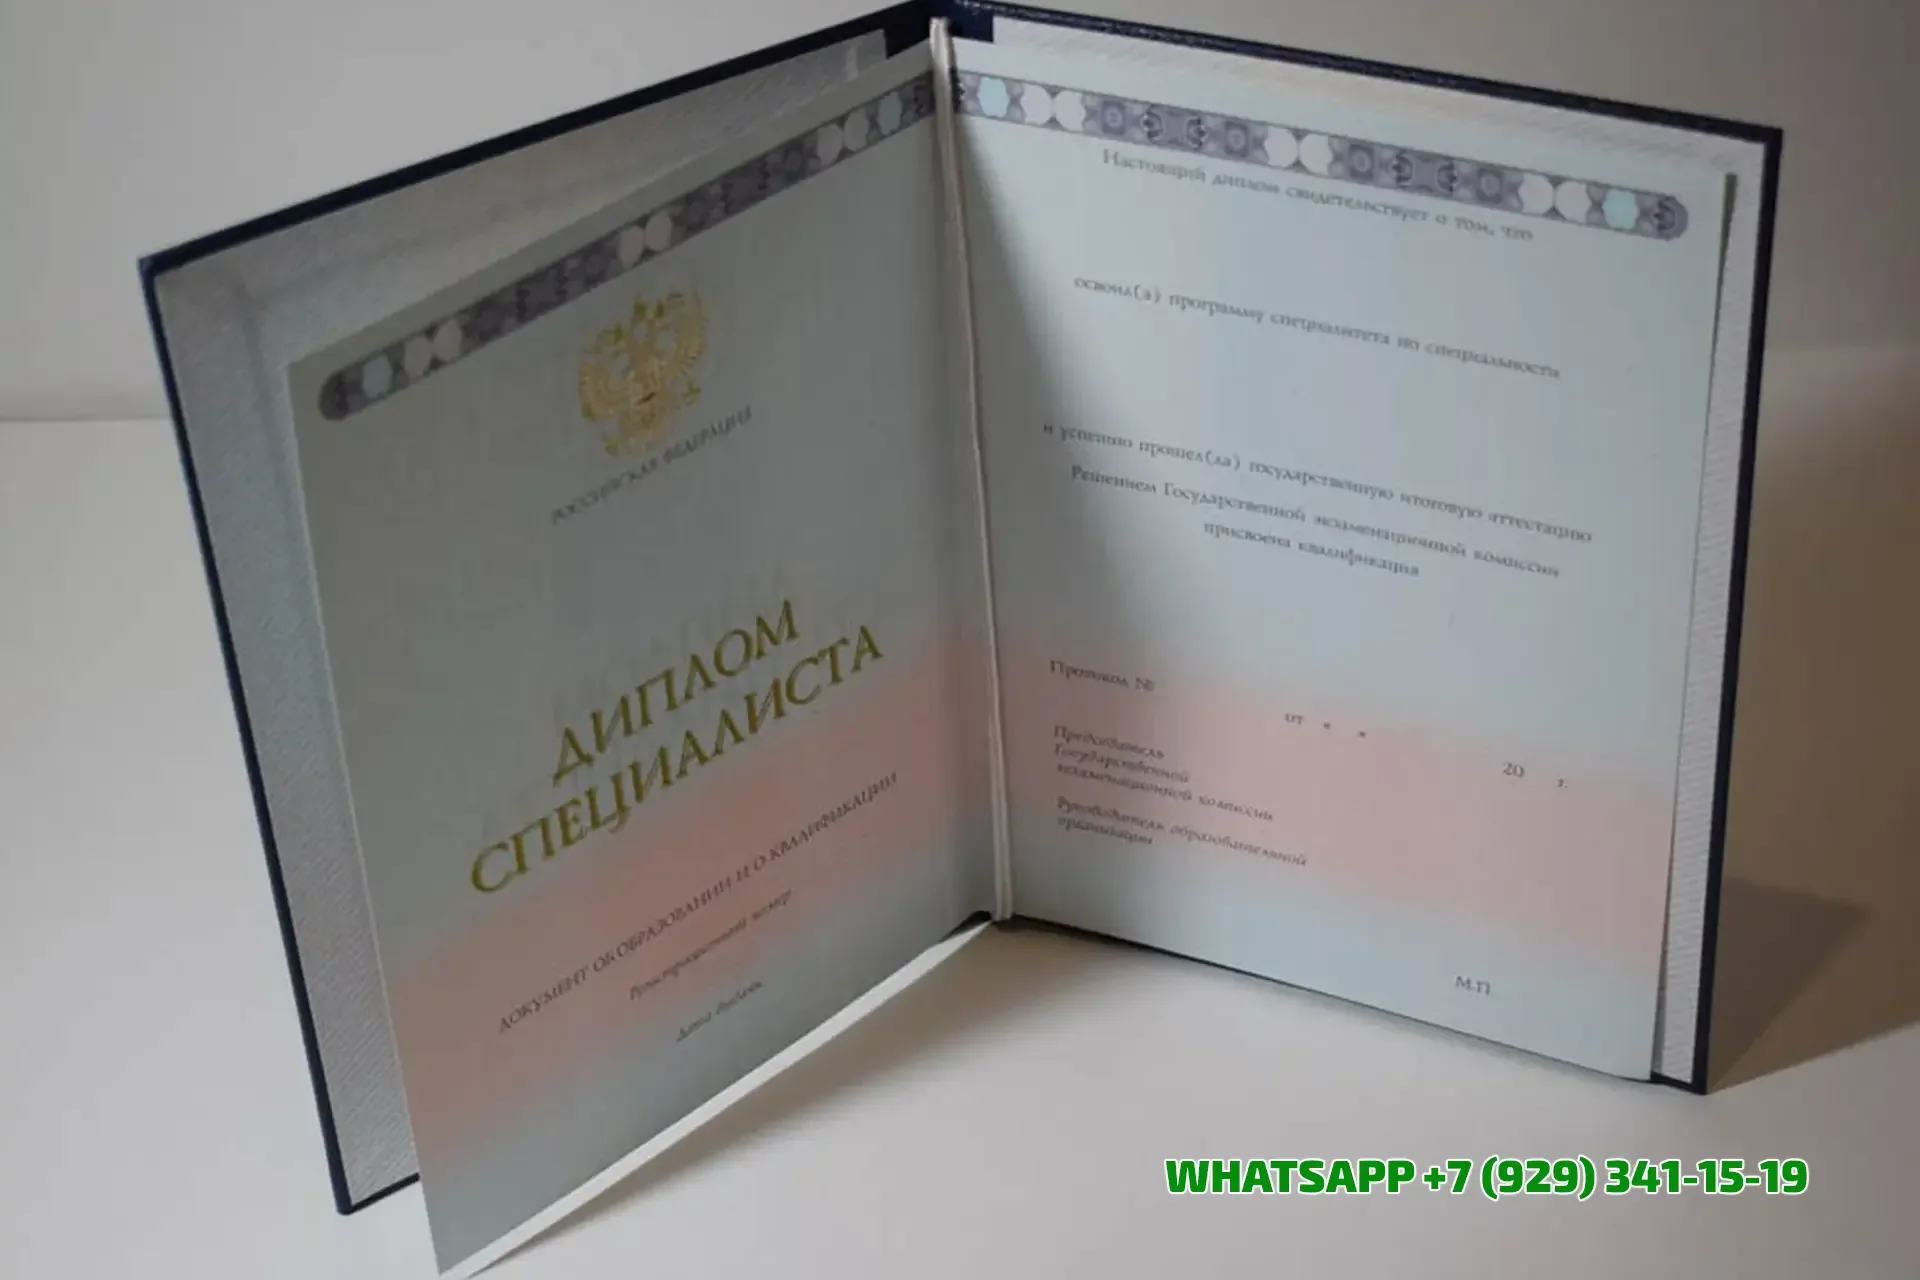 РОССИЙСКАЯ ФЕДЕРАЦИЯ
ДИПЛОМ
СПЕЦИАЛИСТА
ДОКУМЕНТ ОБ ОБРАЗОВАНИИ И О КВАЛИФИКАЦИИ
Регистрационный номер
Дата выдачи
Настоящий диплом свидетельствует о том, что
освоил(а) программу специалитета по специальности
и успешно прошел(ла) государственную итоговую аттестацию
Решением Государственной экзаменационной комиссии
присвоена квалификация
Протокол №
от « »
20 г.
Председатель
Государственной
экзаменационной комиссии
Руководитель образовательной
организации
М.П.
WHATSAPP +7 (929) 341-15-19